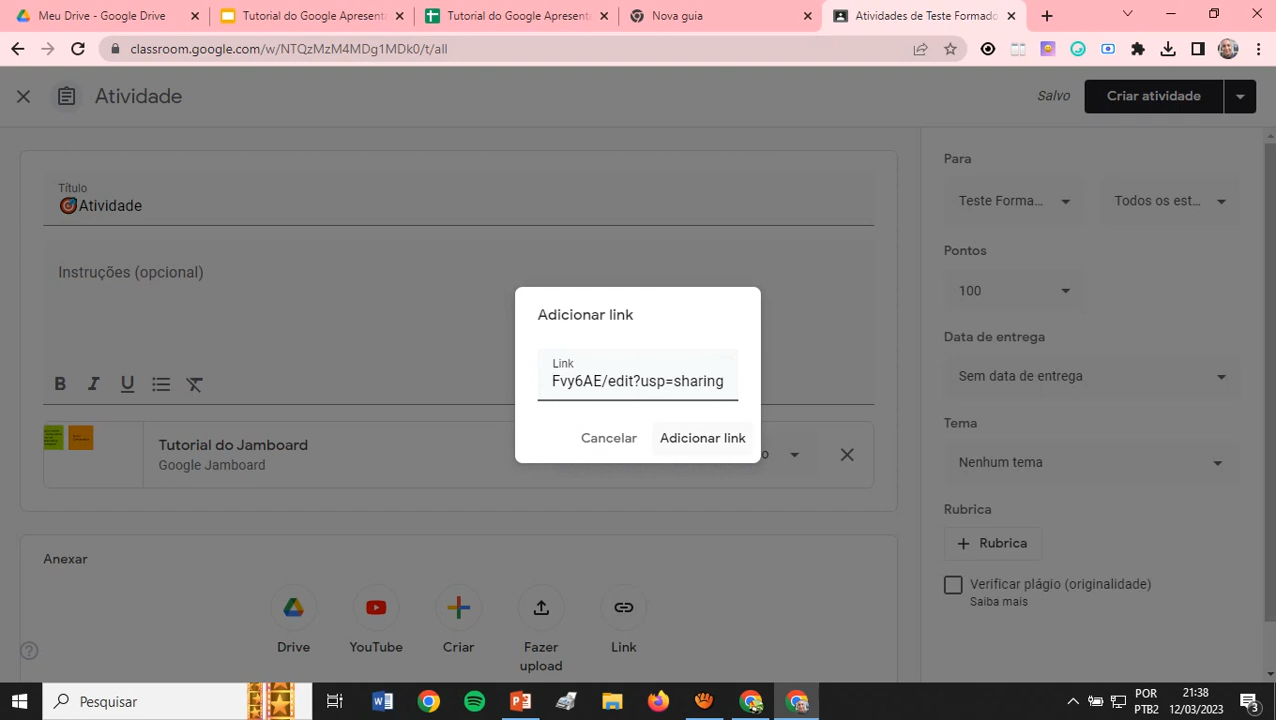 Meu Drive - Google Drive
Tutorial do Google Apresent
Tutorial do Google Apresent
Nova guia
Atividades de Teste Formado
classroom.google.com/w/NTQzMzM4MDg1MDk0/t/all
Atividade
Salvo
Criar atividade
Título
Atividade
Instruções (opcional)
Para
Teste Forma...
Todos os est...
Pontos
100
Data de entrega
Sem data de entrega
Tema
Nenhum tema
Rubrica
Rubrica
Verificar plágio (originalidade)
Saiba mais
Adicionar link
Link
Fvy6AE/edit?usp=sharing
Cancelar
Adicionar link
B I U
Tutorial do Jamboard
Google Jamboard
o
Anexar
Drive
YouTube
Criar
Fazer upload
Link
Pesquisar
POR
PTB2
21:38
12/03/2023
3